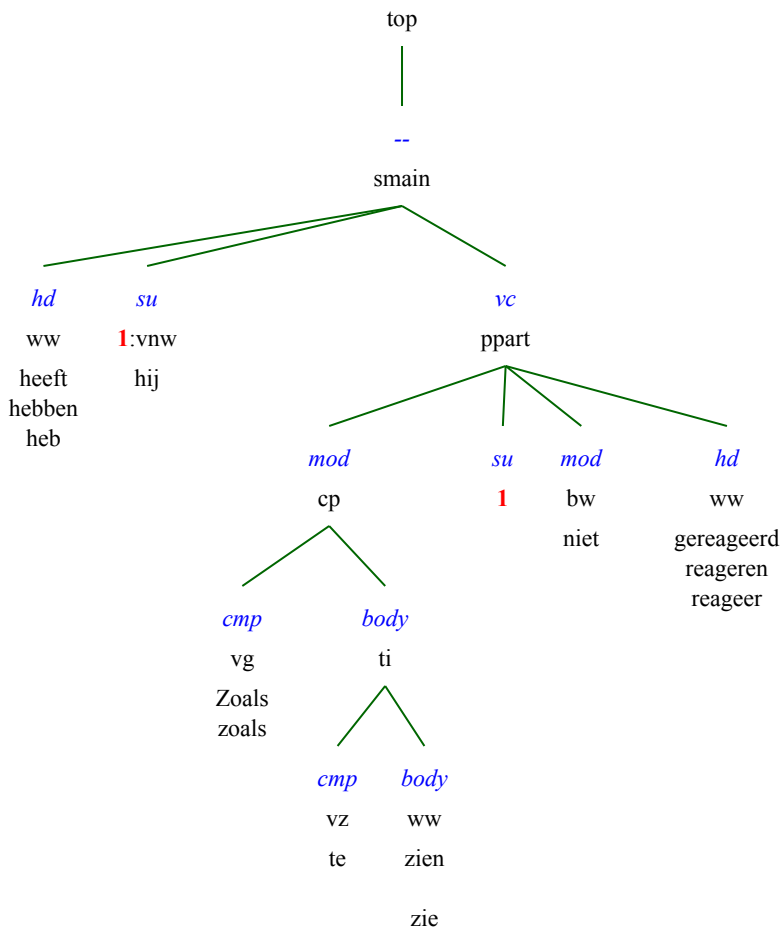 top
--
smain
hd su vc
ww 1:vnw ppart
heeft hij
hebben
heb
mod su mod hd
cp 1 bw ww
niet gereageerd
reageren
reageer
cmp body
vg ti
Zoals
zoals
cmp body
vz ww
te zien
zie